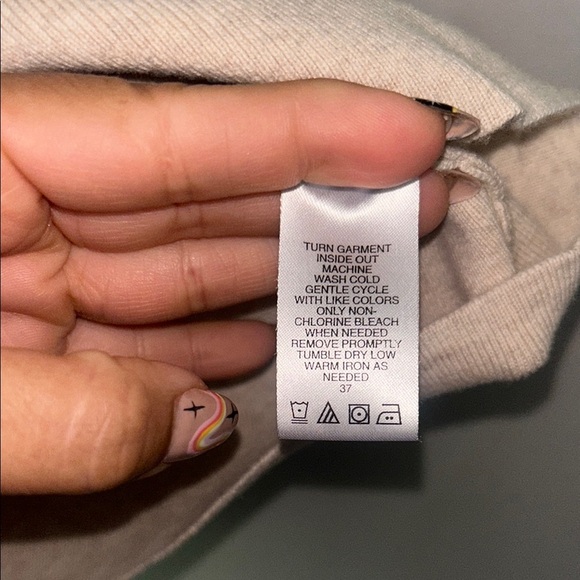 TURN GARMENT
INSIDE OUT
MACHINE
WASH COLD
GENTLE CYCLE
WITH LIKE COLORS
ONLY NON-
CHLORINE BLEACH
WHEN NEEDED
REMOVE PROMPTLY
TUMBLE DRY LOW
WARM IRON AS
NEEDED
37